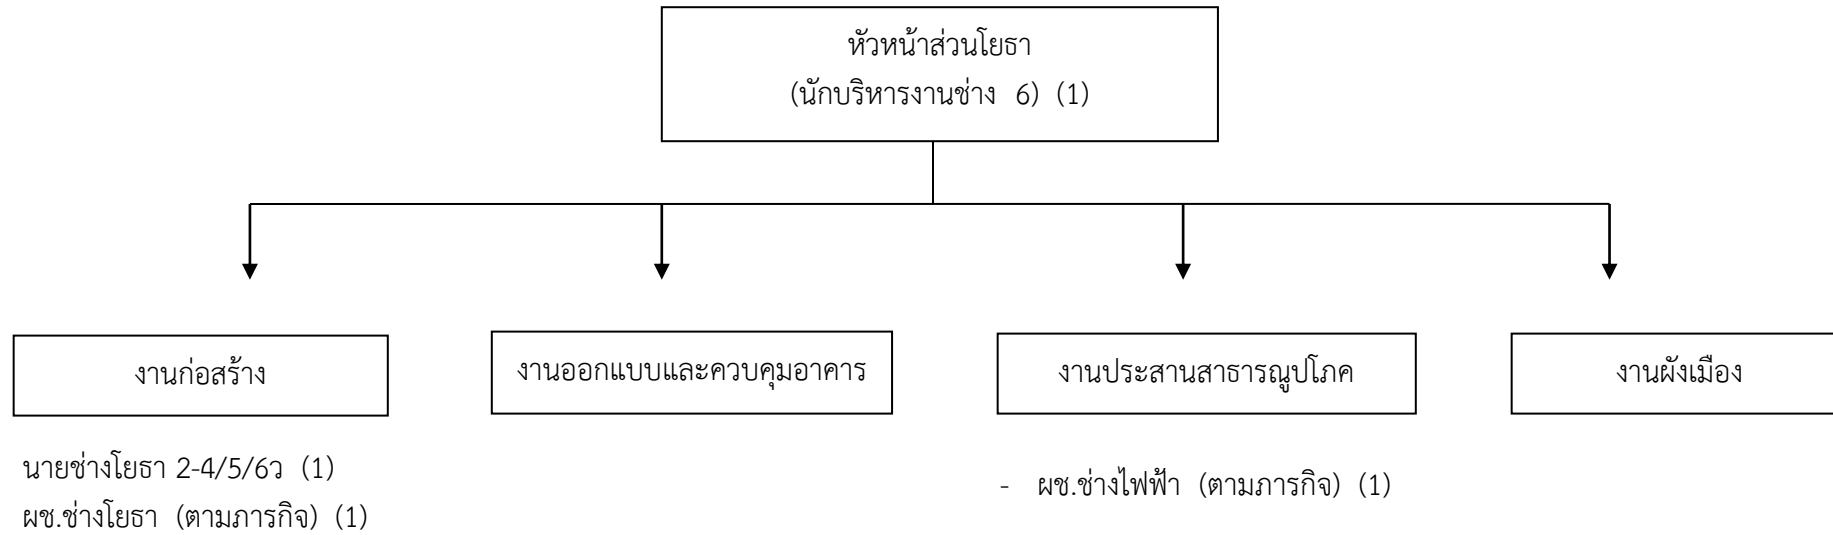 หัวหน้าส่วนโยธา
(นักบริหารงานช่าง 6) (1)
งานก่อสร้าง
งานออกแบบและควบคุมอาคาร
งานประสานสาธารณูปโภค
งานผังเมือง
นายช่างโยธา 2-4/5/6ว (1)
ผช.ช่างโยธา (ตามภารกิจ) (1)
- ผช.ช่างไฟฟ้า (ตามภารกิจ) (1)